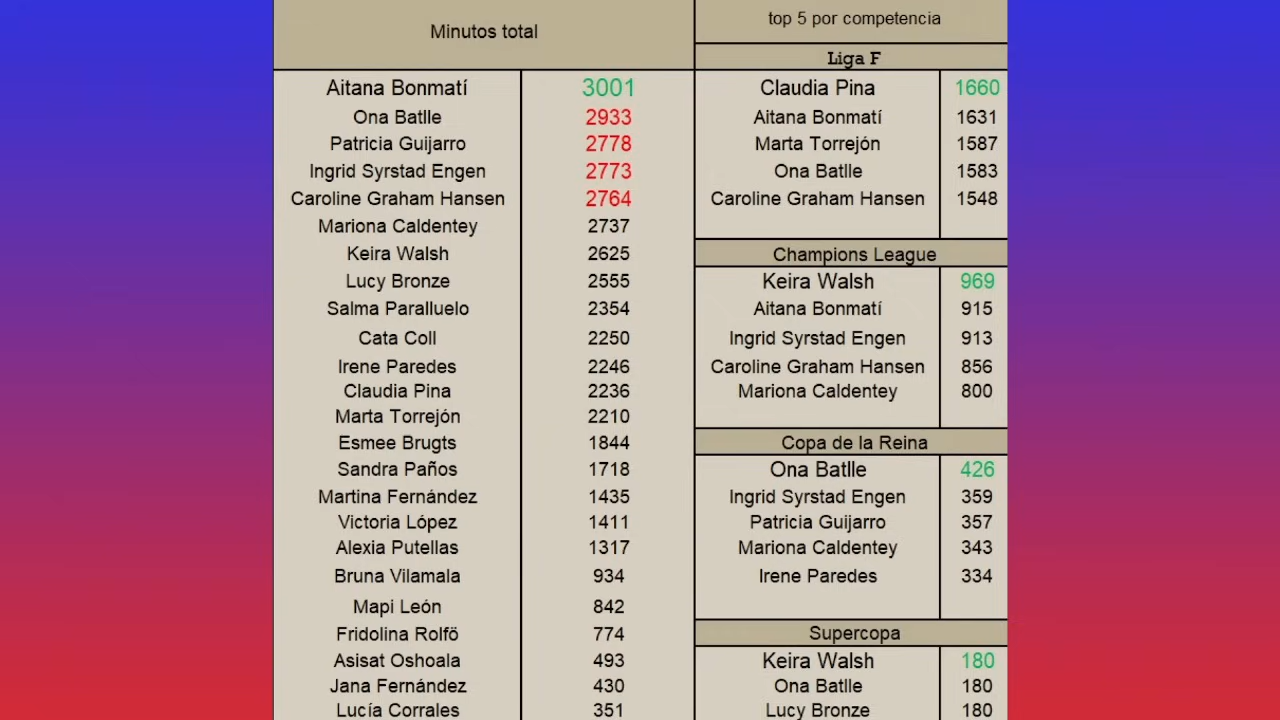 Minutos total
Aitana Bonmatí 3001
Ona Batlle 2933
Patricia Guijarro 2778
Ingrid Syrstad Engen 2773
Caroline Graham Hansen 2764
Mariona Caldentey 2737
Keira Walsh 2625
Lucy Bronze 2555
Salma Paralluelo 2354
Cata Coll 2250
Irene Paredes 2246
Claudia Pina 2236
Marta Torrejón 2210
Esmee Brugts 1844
Sandra Paños 1718
Martina Fernández 1435
Victoria López 1411
Alexia Putellas 1317
Bruna Vilamala 934
Mapi León 842
Fridolina Rolfö 774
Asisat Oshoala 493
Jana Fernández 430
Lucía Corrales 351
top 5 por competencia
Liga F
Claudia Pina 1660
Aitana Bonmatí 1631
Marta Torrejón 1587
Ona Batlle 1583
Caroline Graham Hansen 1548
Champions League
Keira Walsh 969
Aitana Bonmatí 915
Ingrid Syrstad Engen 913
Caroline Graham Hansen 856
Mariona Caldentey 800
Copa de la Reina
Ona Batlle 426
Ingrid Syrstad Engen 359
Patricia Guijarro 357
Mariona Caldentey 343
Irene Paredes 334
Supercopa
Keira Walsh 180
Ona Batlle 180
Lucy Bronze 180